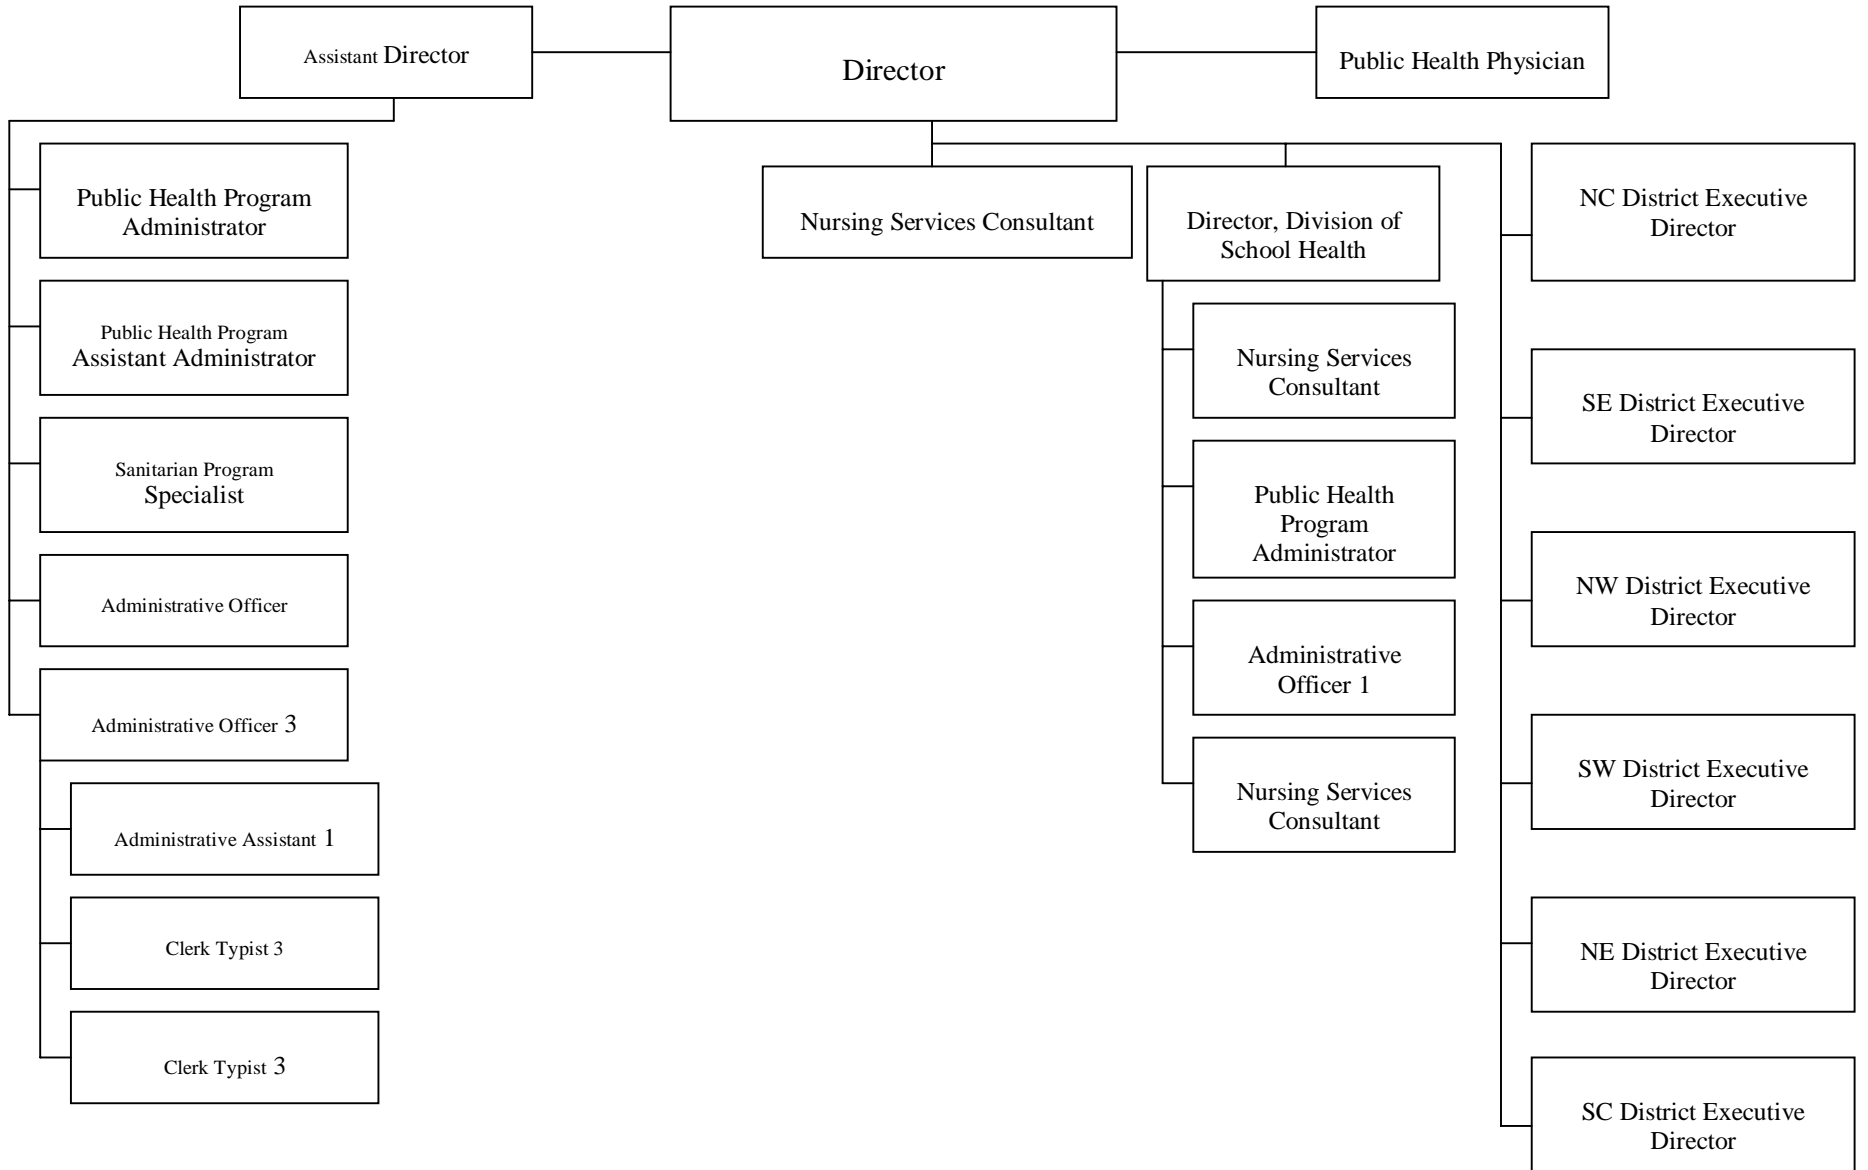 Assistant Director
Director
Public Health Physician
Public Health Program
Administrator
Public Health Program
Assistant Administrator
Sanitarian Program
Specialist
Administrative Officer
Administrative Officer 3
Administrative Assistant 1
Clerk Typist 3
Clerk Typist 3
Nursing Services Consultant
Director, Division of
School Health
Nursing Services
Consultant
Public Health
Program
Administrator
Administrative
Officer 1
Nursing Services
Consultant
NC District Executive
Director
SE District Executive
Director
NW District Executive
Director
SW District Executive
Director
NE District Executive
Director
SC District Executive
Director